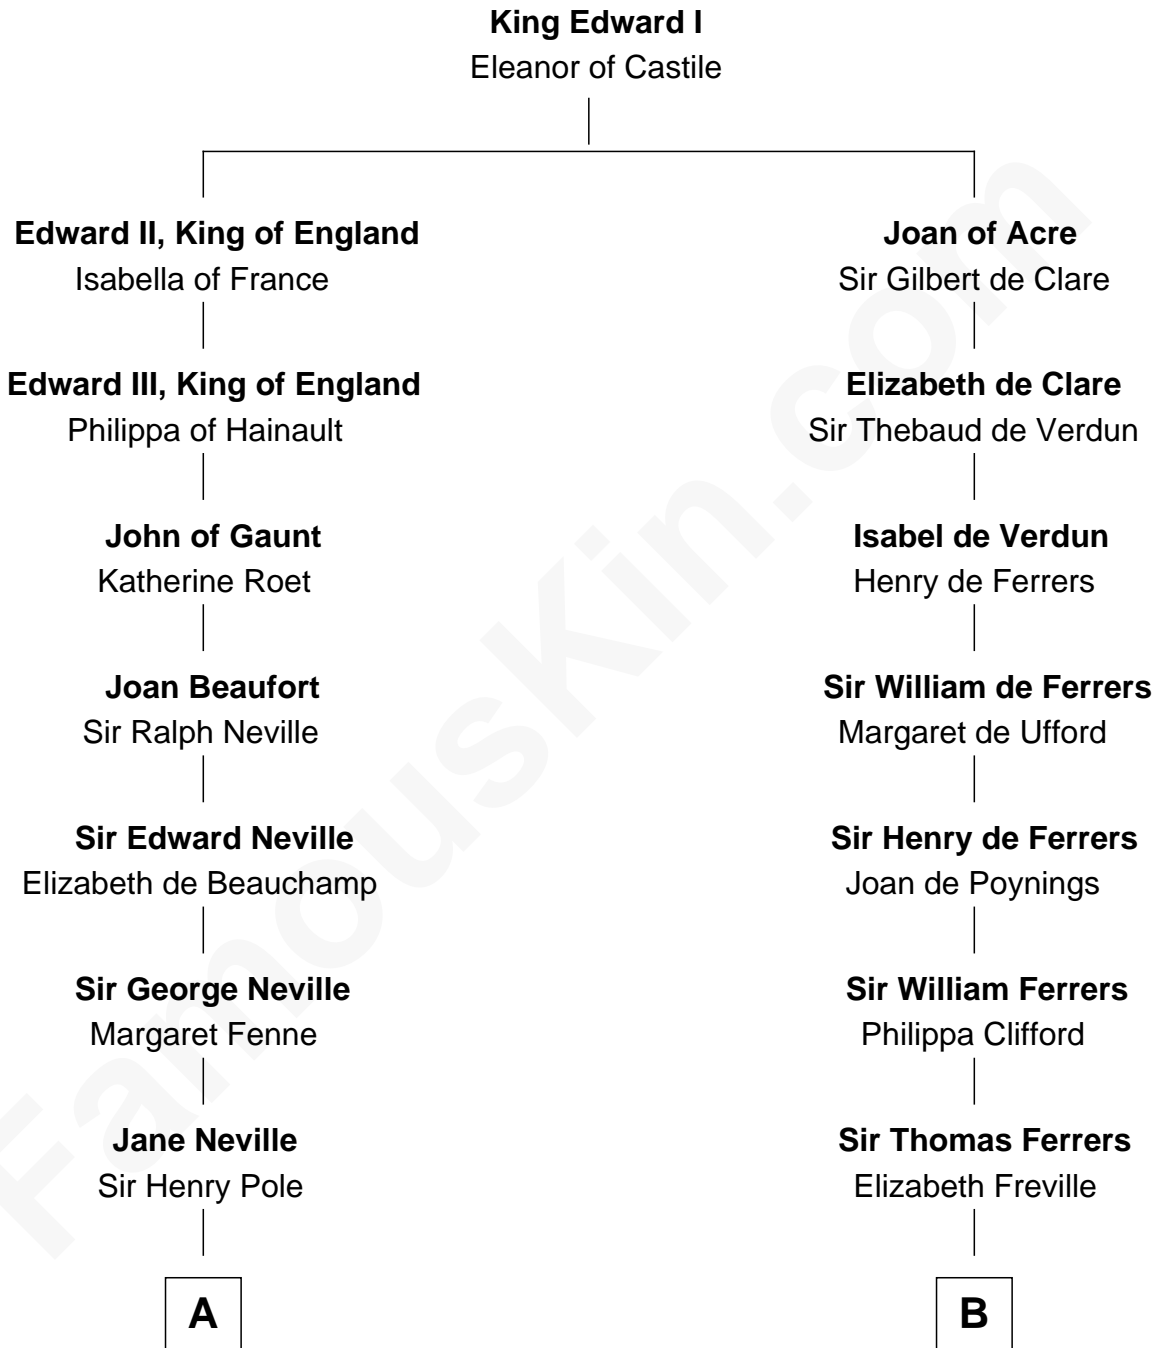 King Edward I
Eleanor of Castile
Edward II, King of England
Isabella of France
Edward III, King of England
Philippa of Hainault
John of Gaunt
Katherine Roet
Joan Beaufort
Sir Ralph Neville
Sir Edward Neville
Elizabeth de Beauchamp
Sir George Neville
Margaret Fenne
Jane Neville
Sir Henry Pole
A
Joan of Acre
Sir Gilbert de Clare
Elizabeth de Clare
Sir Thebaud de Verdun
Isabel de Verdun
Henry de Ferrers
Sir William de Ferrers
Margaret de Ufford
Sir Henry de Ferrers
Joan de Poynings
Sir William Ferrers
Philippa Clifford
Sir Thomas Ferrers
Elizabeth Freville
B
FamousKin.com